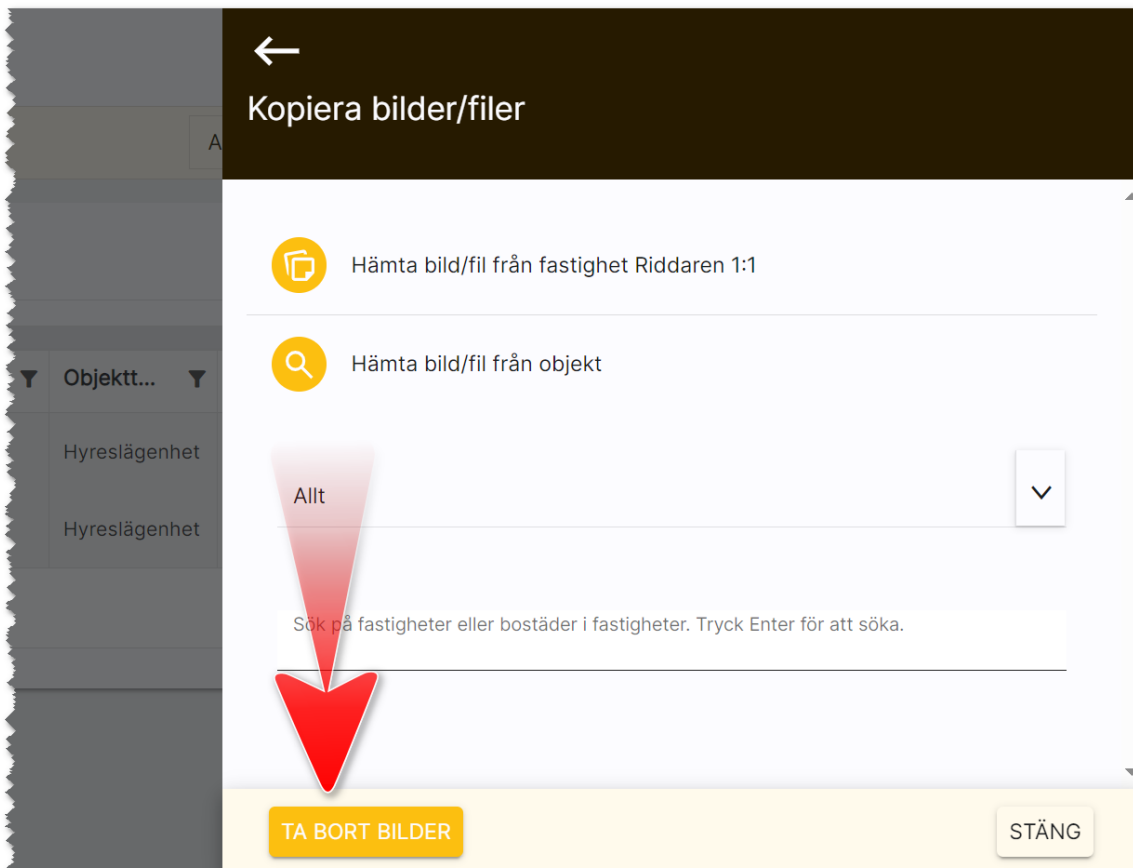 Kopiera bilder/filer
A
Hämta bild/fil från fastighet Riddaren 1:1
Hämta bild/fil från objekt
Objektt...
Hyreslägenhet
Allt
Hyreslägenhet
Sök på fastigheter eller bostäder i fastigheter. Tryck Enter för att söka.
TA BORT BILDER
STÄNG